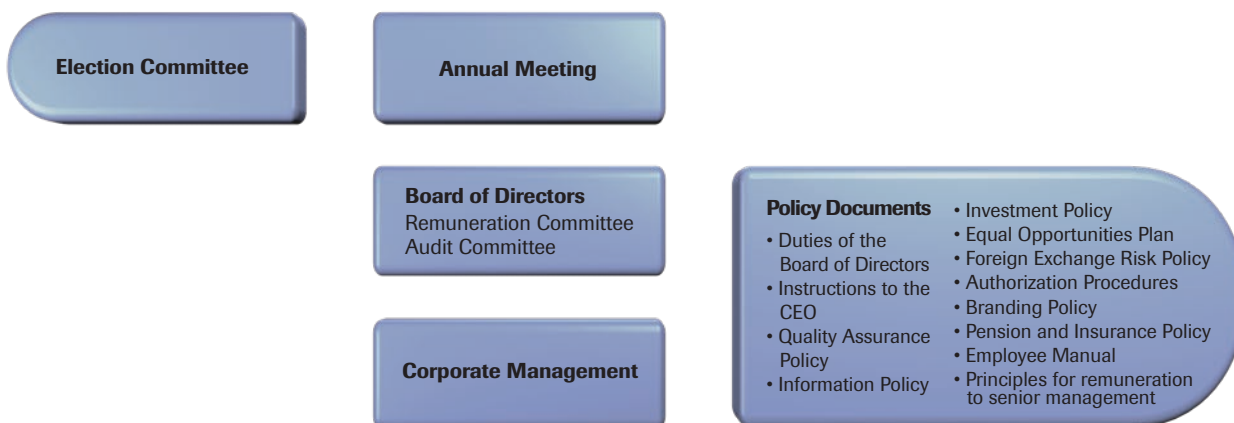 Election Committee
Annual Meeting
Board of Directors
Remuneration Committee
Audit Committee
Corporate Management
Policy Documents
• Duties of the
Board of Directors
• Instructions to the
CEO
• Quality Assurance
Policy
• Information Policy
• Investment Policy
• Equal Opportunities Plan
• Foreign Exchange Risk Policy
• Authorization Procedures
• Branding Policy
• Pension and Insurance Policy
• Employee Manual
• Principles for remuneration
to senior management